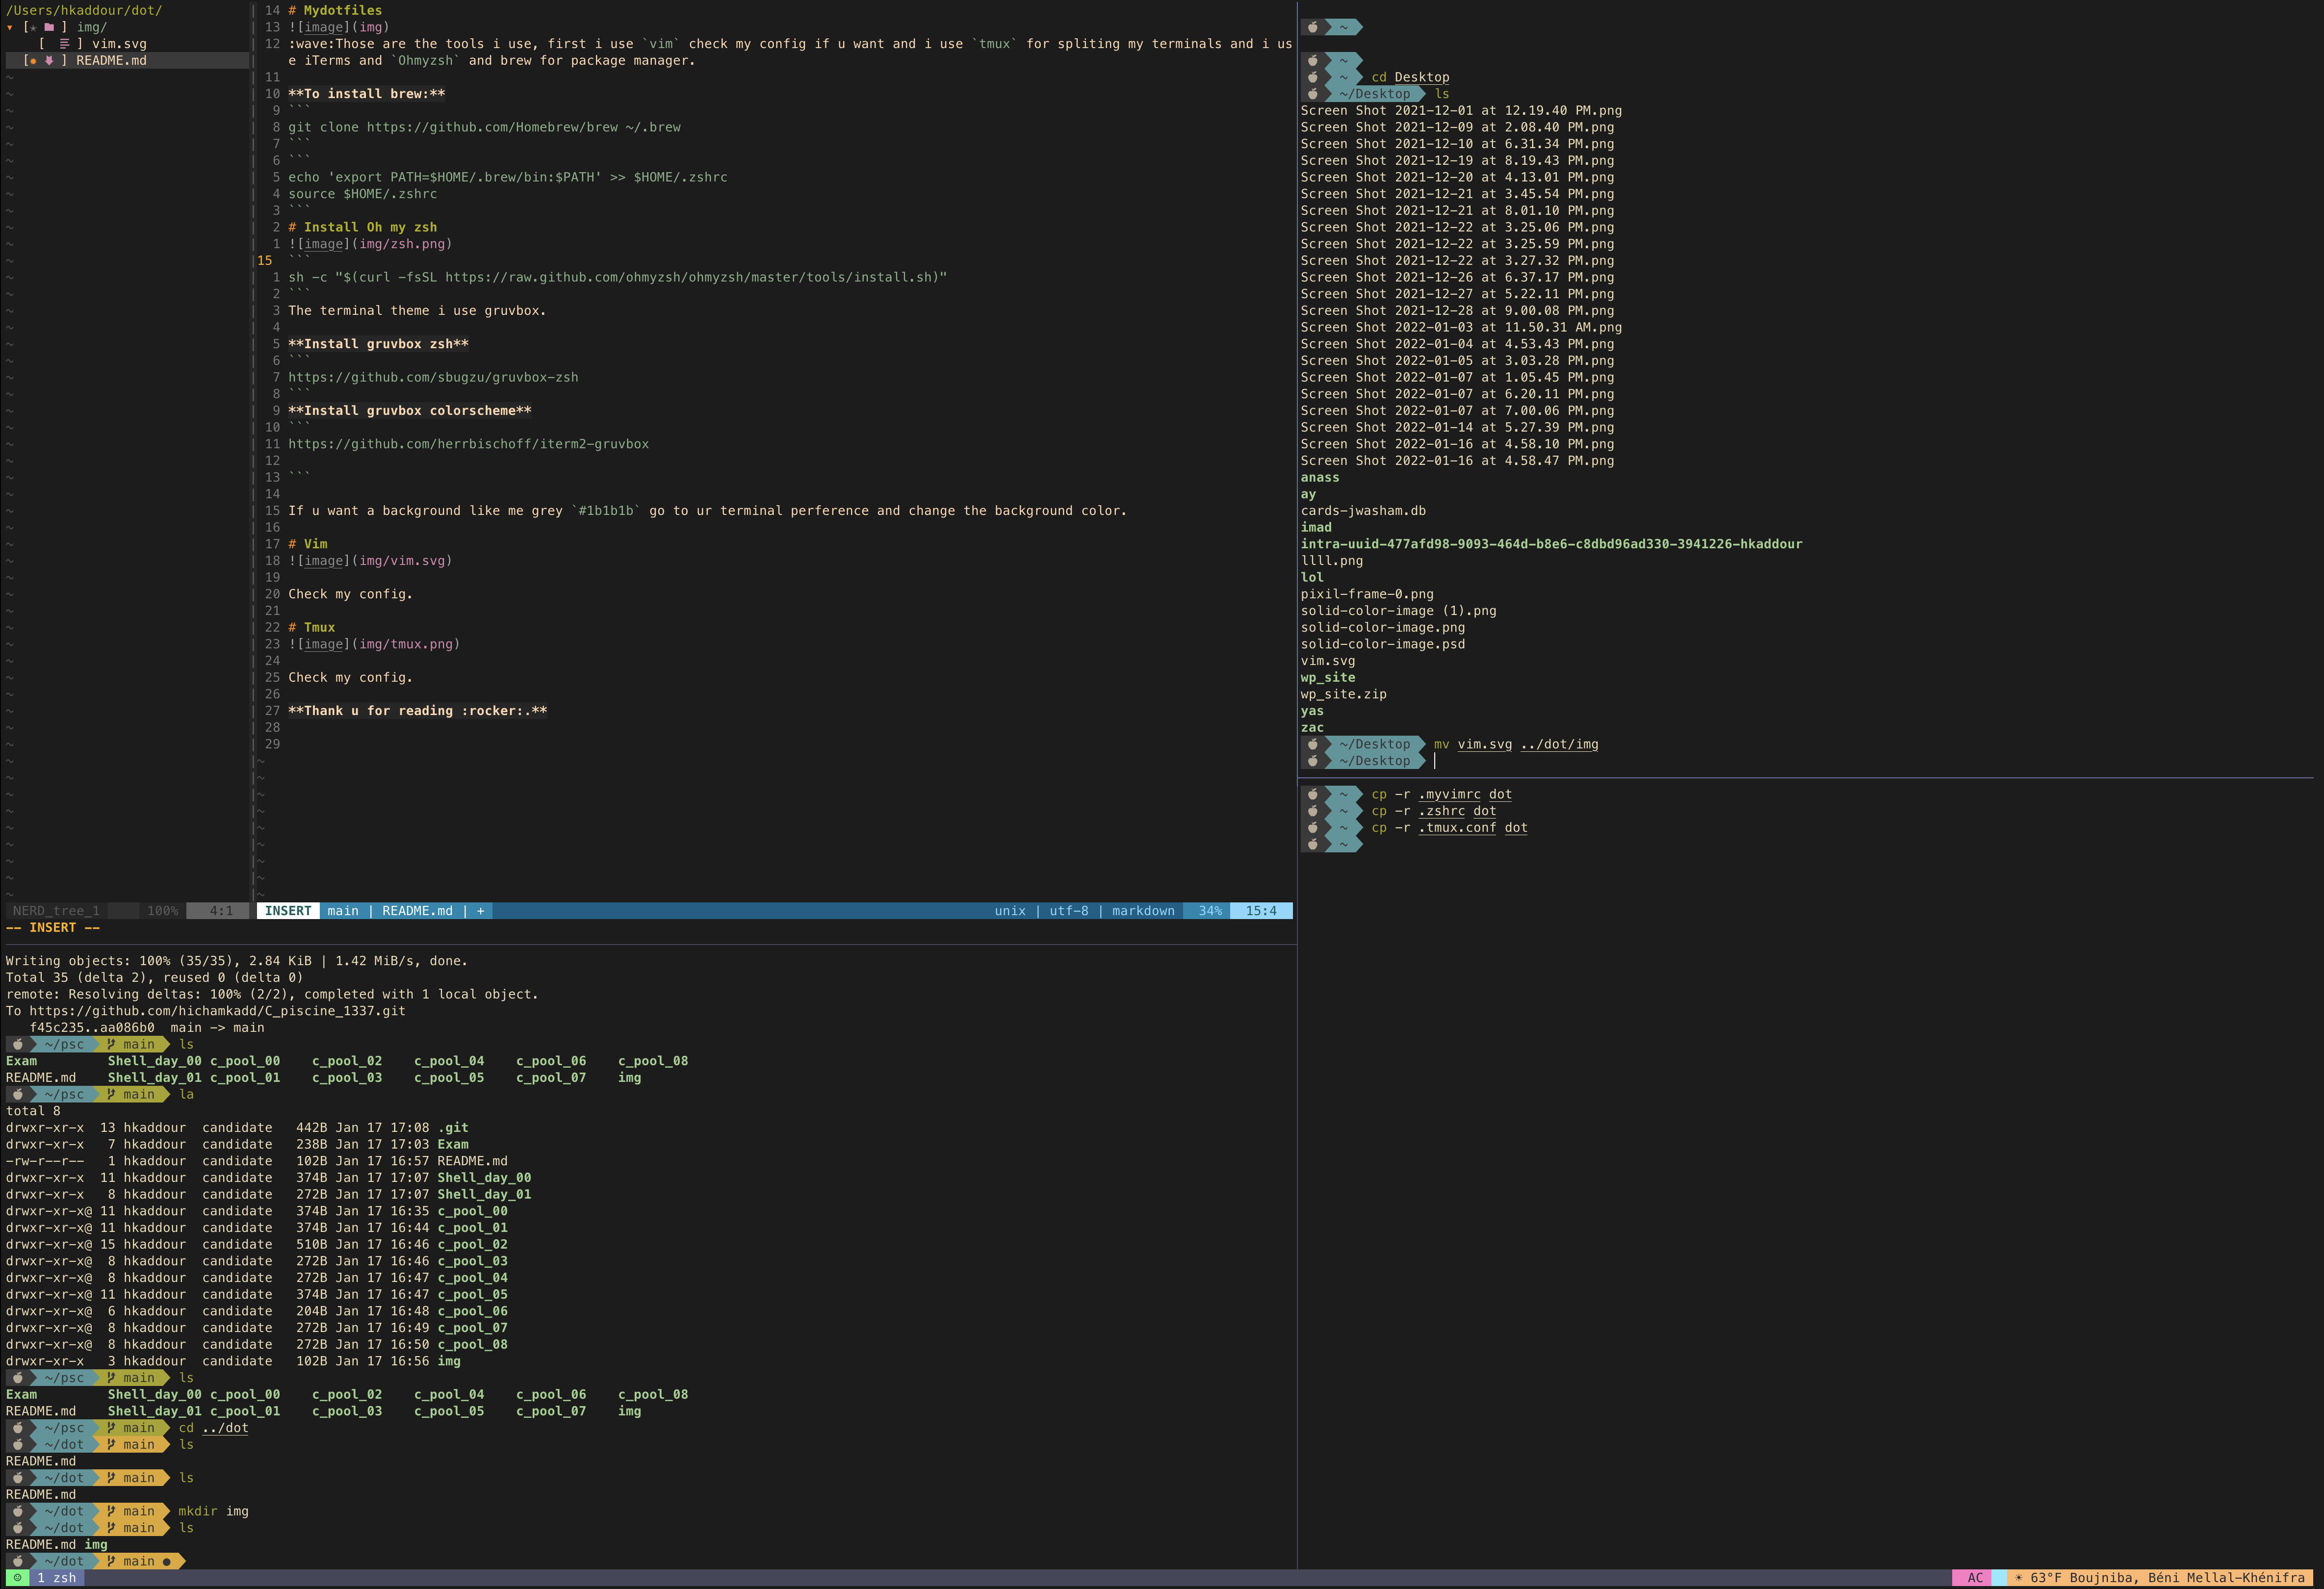 /Users/hkaddour/dot/
▾ [✭ ] img/
[ ] vim.svg
[✹ ] README.md
14 # Mydotfiles
13 ![image](img)
12 :wave:Those are the tools i use, first i use `vim` check my config if u want and i use `tmux` for spliting my terminals and i us
e iTerms and `Ohmyzsh` and brew for package manager.
11
10 **To install brew:**
9 ```
8 git clone https://github.com/Homebrew/brew ~/.brew
7 ```
6 ```
5 echo 'export PATH=$HOME/.brew/bin:$PATH' >> $HOME/.zshrc
4 source $HOME/.zshrc
3 ```
2 # Install Oh my zsh
1 ![image](img/zsh.png)
15 ```
1 sh -c "$(curl -fsSL https://raw.github.com/ohmyzsh/ohmyzsh/master/tools/install.sh)"
2 ```
3 The terminal theme i use gruvbox.
4
5 **Install gruvbox zsh**
6 ```
7 https://github.com/sbugzu/gruvbox-zsh
8 ```
9 **Install gruvbox colorscheme**
10 ```
11 https://github.com/herrbischoff/iterm2-gruvbox
12
13 ```
14
15 If u want a background like me grey `#1b1b1b` go to ur terminal perference and change the background color.
16
17 # Vim
18 ![image](img/vim.svg)
19
20 Check my config.
21
22 # Tmux
23 ![image](img/tmux.png)
24
25 Check my config.
26
27 **Thank u for reading :rocker:.**
28
29
NERD_tree_1 100% 4:1
INSERT main | README.md | + unix | utf-8 | markdown 34% 15:4
-- INSERT --
Writing objects: 100% (35/35), 2.84 KiB | 1.42 MiB/s, done.
Total 35 (delta 2), reused 0 (delta 0)
remote: Resolving deltas: 100% (2/2), completed with 1 local object.
To https://github.com/hichamkadd/C_piscine_1337.git
f45c235..aa086b0 main -> main
~/psc main ls
Exam Shell_day_00 c_pool_00 c_pool_02 c_pool_04 c_pool_06 c_pool_08
README.md Shell_day_01 c_pool_01 c_pool_03 c_pool_05 c_pool_07 img
~/psc main la
total 8
drwxr-xr-x 13 hkaddour candidate 442B Jan 17 17:08 .git
drwxr-xr-x 7 hkaddour candidate 238B Jan 17 17:03 Exam
-rw-r--r-- 1 hkaddour candidate 102B Jan 17 16:57 README.md
drwxr-xr-x 11 hkaddour candidate 374B Jan 17 17:07 Shell_day_00
drwxr-xr-x 8 hkaddour candidate 272B Jan 17 17:07 Shell_day_01
drwxr-xr-x@ 11 hkaddour candidate 374B Jan 17 16:35 c_pool_00
drwxr-xr-x@ 11 hkaddour candidate 374B Jan 17 16:44 c_pool_01
drwxr-xr-x@ 15 hkaddour candidate 510B Jan 17 16:46 c_pool_02
drwxr-xr-x@ 8 hkaddour candidate 272B Jan 17 16:46 c_pool_03
drwxr-xr-x@ 8 hkaddour candidate 272B Jan 17 16:47 c_pool_04
drwxr-xr-x@ 11 hkaddour candidate 374B Jan 17 16:47 c_pool_05
drwxr-xr-x@ 6 hkaddour candidate 204B Jan 17 16:48 c_pool_06
drwxr-xr-x@ 8 hkaddour candidate 272B Jan 17 16:49 c_pool_07
drwxr-xr-x@ 8 hkaddour candidate 272B Jan 17 16:50 c_pool_08
drwxr-xr-x 3 hkaddour candidate 102B Jan 17 16:56 img
~/psc main ls
Exam Shell_day_00 c_pool_00 c_pool_02 c_pool_04 c_pool_06 c_pool_08
README.md Shell_day_01 c_pool_01 c_pool_03 c_pool_05 c_pool_07 img
~/psc main cd ../dot
~/dot main ls
README.md
~/dot main ls
README.md
~/dot main mkdir img
~/dot main ls
README.md img
~/dot main ●
~
~
~ cd Desktop
~/Desktop ls
Screen Shot 2021-12-01 at 12.19.40 PM.png
Screen Shot 2021-12-09 at 2.08.40 PM.png
Screen Shot 2021-12-10 at 6.31.34 PM.png
Screen Shot 2021-12-19 at 8.19.43 PM.png
Screen Shot 2021-12-20 at 4.13.01 PM.png
Screen Shot 2021-12-21 at 3.45.54 PM.png
Screen Shot 2021-12-21 at 8.01.10 PM.png
Screen Shot 2021-12-22 at 3.25.06 PM.png
Screen Shot 2021-12-22 at 3.25.59 PM.png
Screen Shot 2021-12-22 at 3.27.32 PM.png
Screen Shot 2021-12-26 at 6.37.17 PM.png
Screen Shot 2021-12-27 at 5.22.11 PM.png
Screen Shot 2021-12-28 at 9.00.08 PM.png
Screen Shot 2022-01-03 at 11.50.31 AM.png
Screen Shot 2022-01-04 at 4.53.43 PM.png
Screen Shot 2022-01-05 at 3.03.28 PM.png
Screen Shot 2022-01-07 at 1.05.45 PM.png
Screen Shot 2022-01-07 at 6.20.11 PM.png
Screen Shot 2022-01-07 at 7.00.06 PM.png
Screen Shot 2022-01-14 at 5.27.39 PM.png
Screen Shot 2022-01-16 at 4.58.10 PM.png
Screen Shot 2022-01-16 at 4.58.47 PM.png
anass
ay
cards-jwasham.db
imad
intra-uuid-477afd98-9093-464d-b8e6-c8dbd96ad330-3941226-hkaddour
llll.png
lol
pixil-frame-0.png
solid-color-image (1).png
solid-color-image.png
solid-color-image.psd
vim.svg
wp_site
wp_site.zip
yas
zac
~/Desktop mv vim.svg ../dot/img
~/Desktop
~ cp -r .myvimrc dot
~ cp -r .zshrc dot
~ cp -r .tmux.conf dot
~
☺ 1 zsh AC ☀ 63°F Boujniba, Béni Mellal-Khénifra